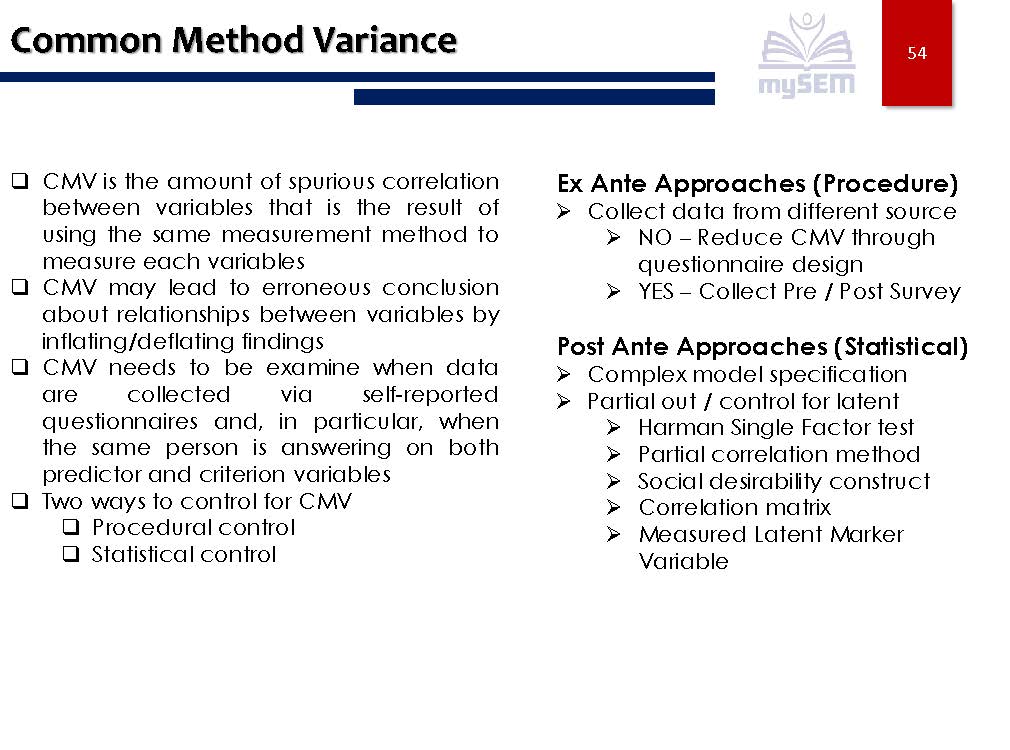 Common Method Variance
mySEM
54
❑ CMV is the amount of spurious correlation
between variables that is the result of
using the same measurement method to
measure each variables
❑ CMV may lead to erroneous conclusion
about relationships between variables by
inflating/deflating findings
❑ CMV needs to be examine when data
are collected via self-reported
questionnaires and, in particular, when
the same person is answering on both
predictor and criterion variables
❑ Two ways to control for CMV
❑ Procedural control
❑ Statistical control
Ex Ante Approaches (Procedure)
➢ Collect data from different source
➢ NO – Reduce CMV through
questionnaire design
➢ YES – Collect Pre / Post Survey
Post Ante Approaches (Statistical)
➢ Complex model specification
➢ Partial out / control for latent
➢ Harman Single Factor test
➢ Partial correlation method
➢ Social desirability construct
➢ Correlation matrix
➢ Measured Latent Marker
Variable